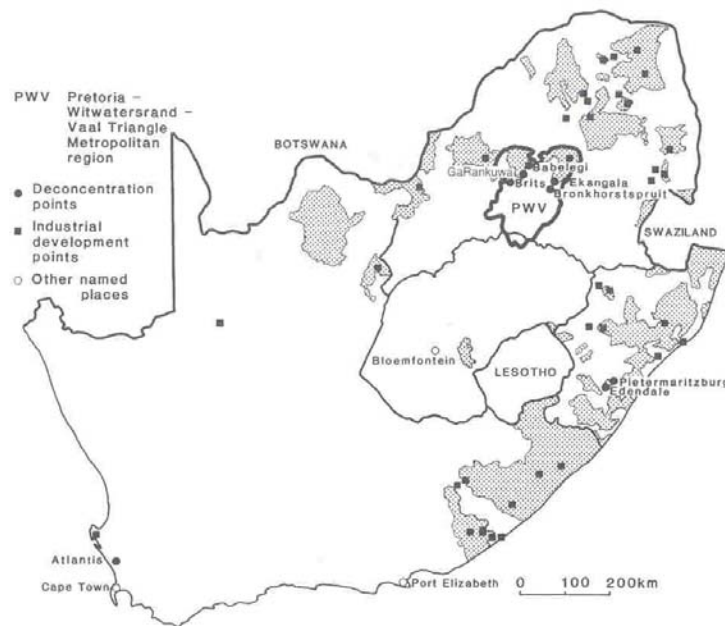 PWV Pretoria –
Witwatersrand –
Vaal Triangle
Metropolitan
region
Deconcentration
points
Industrial
development
points
Other named
places
BOTSWANA
GaRankuwa
Babelegi
Brits
Ekangala
Bronkhorstspruit
PWV
SWAZILAND
Bloemfontein
LESOTHO
Pietermaritzburg
Edendale
Atlantis
Cape Town
Port Elizabeth
0 100 200km